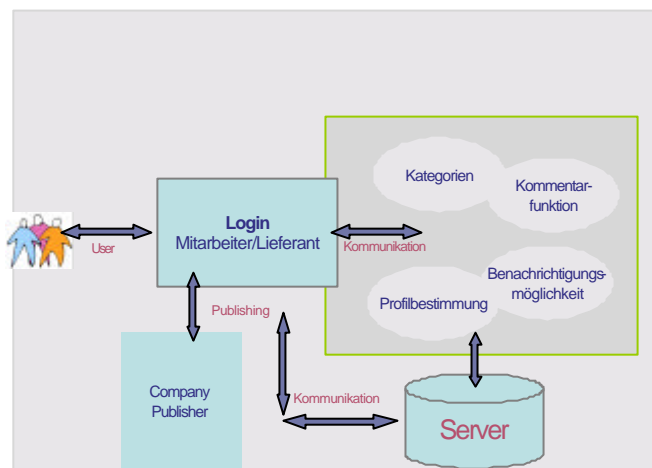 Kategorien
Kommentar-
funktion
Login
Mitarbeiter/Lieferant
User
Kommunikation
Benachrichtigungs-
möglichkeit
Profilbestimmung
Publishing
Company
Publisher
Kommunikation
Server